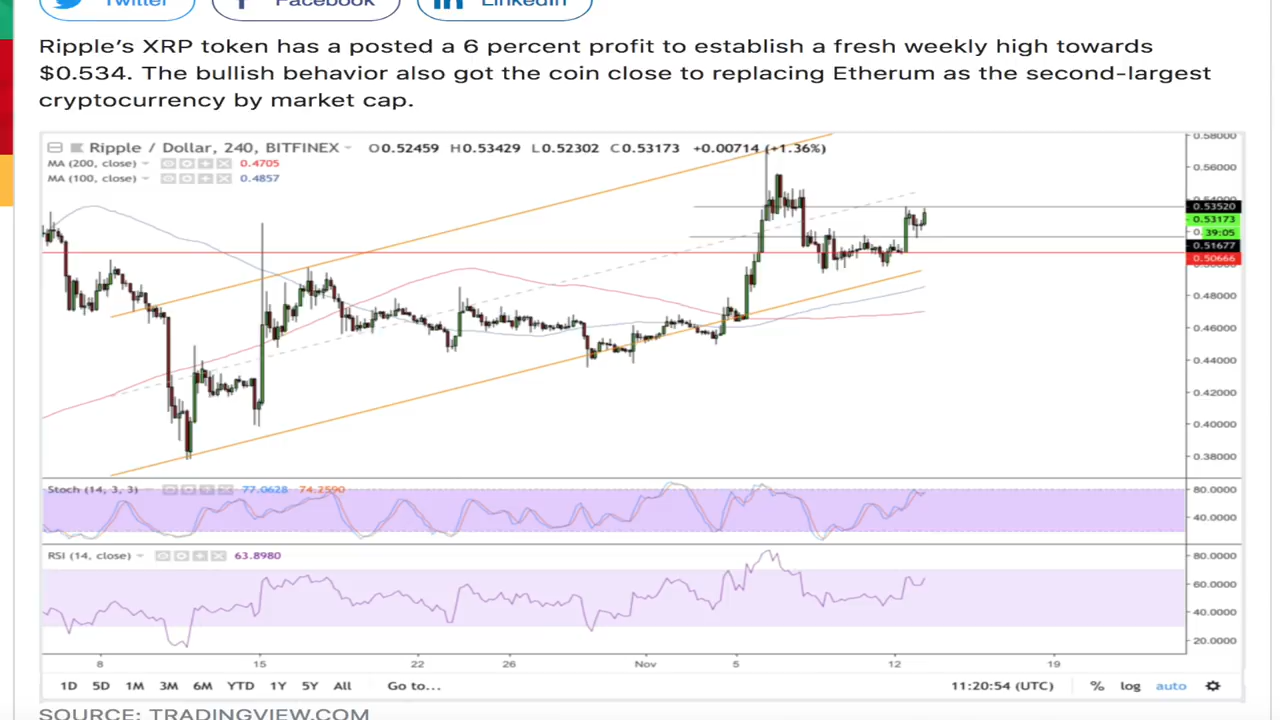 Twitter Facebook LinkedIn
Ripple's XRP token has a posted a 6 percent profit to establish a fresh weekly high towards
$0.534. The bullish behavior also got the coin close to replacing Etherum as the second-largest
cryptocurrency by market cap.
Ripple / Dollar, 240, BITFINEX O0.52459 H0.53429 L0.52302 C0.53173 +0.00714 (+1.36%)
MA (200, close) 0.4705
MA (100, close) 0.4857
0.58000
0.56000
0.54000
0.53520
0.53173
39:05
0.51677
0.50666
0.48000
0.46000
0.44000
0.42000
0.40000
0.38000
Stoch (14, 3, 3) 77.0628 74.2590
80.0000
40.0000
RSI (14, close) 63.8980
80.0000
60.0000
40.0000
20.0000
8 15 22 26 Nov 5 12 19
1D 5D 1M 3M 6M YTD 1Y 5Y All Go to... 11:20:54 (UTC) % log auto
SOURCE: TRADINGVIEW.COM